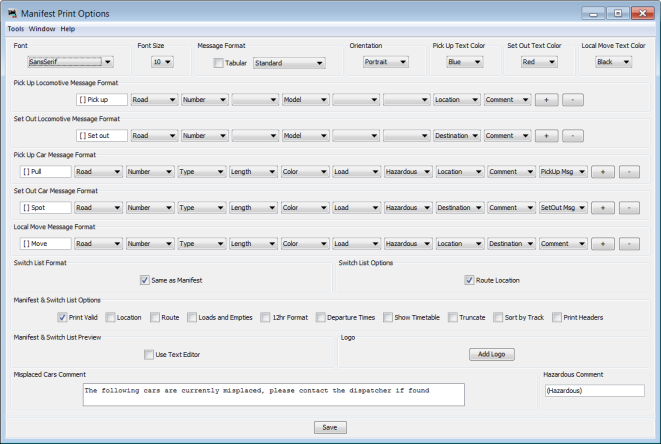 Manifest Print Options
Tools Window Help
Font Font Size Message Format Orientation Pick Up Text Color Set Out Text Color Local Move Text Color
SansSerif 10 Tabular Standard Portrait Blue Red Black
Pick Up Locomotive Message Format
[ ] Pick up Road Number Model Location Comment + -
Set Out Locomotive Message Format
[ ] Set out Road Number Model Destination Comment + -
Pick Up Car Message Format
[ ] Pull Road Number Type Length Color Load Hazardous Location Comment PickUp Msg + -
Set Out Car Message Format
[ ] Spot Road Number Type Length Color Load Hazardous Destination Comment SetOut Msg + -
Local Move Message Format
[ ] Move Road Number Type Length Color Load Hazardous Location Destination Comment + -
Switch List Format Switch List Options
Same as Manifest Route Location
Manifest & Switch List Options
Print Valid Location Route Loads and Empties 12hr Format Departure Times Show Timetable Truncate Sort by Track Print Headers
Manifest & Switch List Preview Logo
Use Text Editor Add Logo
Misplaced Cars Comment Hazardous Comment
The following cars are currently misplaced, please contact the dispatcher if found (Hazardous)
Save